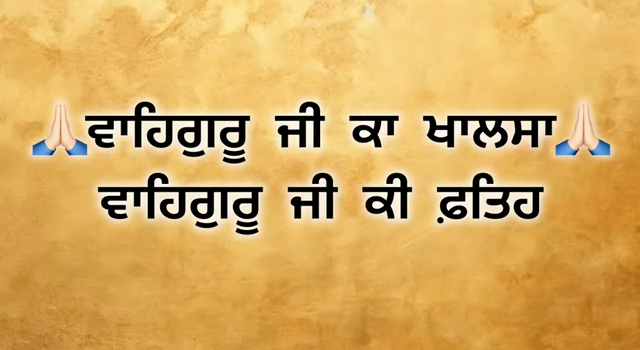 🙏🏻ਵਾਹਿਗੁਰੂ ਜੀ ਕਾ ਖਾਲਸਾ🙏🏻
ਵਾਹਿਗੁਰੂ ਜੀ ਕੀ ਫ਼ਤਿਹ